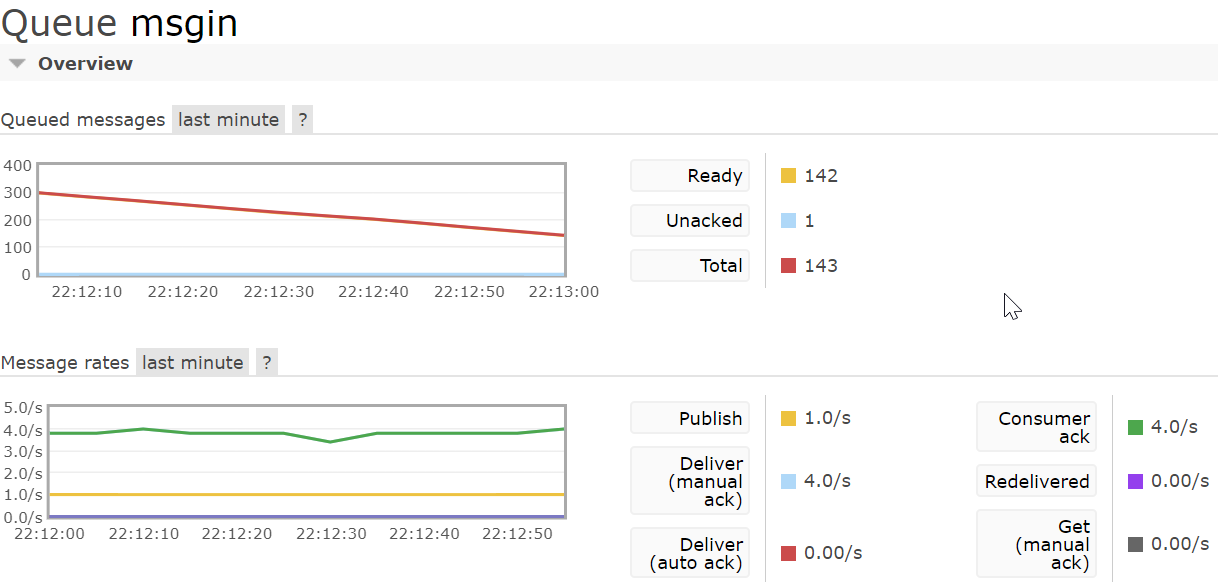 Queue msgin
Overview
Queued messages last minute ?
400
300
200
100
0
22:12:10 22:12:20 22:12:30 22:12:40 22:12:50 22:13:00
Ready 142
Unacked 1
Total 143
Message rates last minute ?
5.0/s
4.0/s
3.0/s
2.0/s
1.0/s
0.0/s
22:12:00 22:12:10 22:12:20 22:12:30 22:12:40 22:12:50
Publish 1.0/s
Deliver
(manual
ack)
4.0/s
Deliver
(auto ack)
0.00/s
Consumer
ack
4.0/s
Redelivered 0.00/s
Get
(manual
ack)
0.00/s